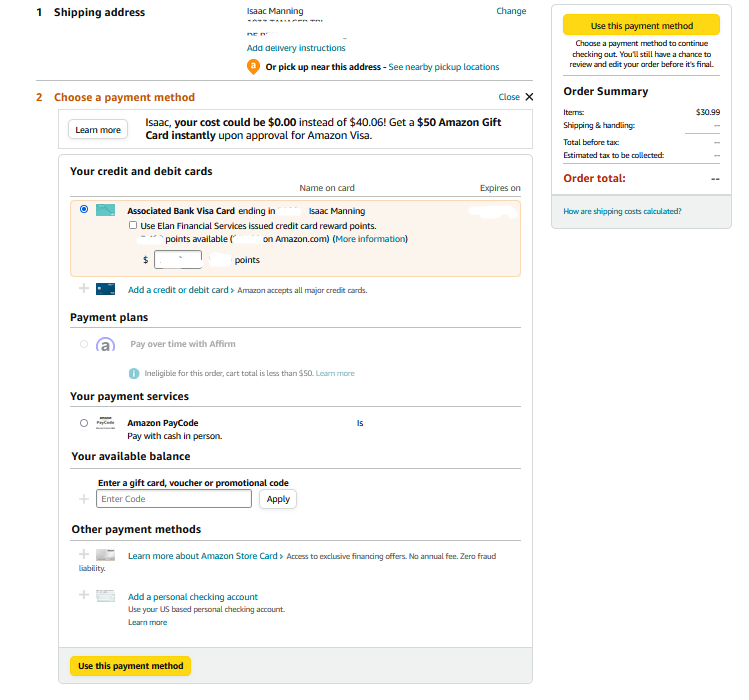 1 Shipping address
Isaac Manning
Change
Add delivery instructions
a Or pick up near this address - See nearby pickup locations
2 Choose a payment method
Close X
Learn more
Isaac, your cost could be $0.00 instead of $40.06! Get a $50 Amazon Gift
Card instantly upon approval for Amazon Visa.
Your credit and debit cards
Name on card
Expires on
Associated Bank Visa Card ending in
Isaac Manning
Use Elan Financial Services issued credit card reward points.
points available ( on Amazon.com) (More information)
$ points
Add a credit or debit card › Amazon accepts all major credit cards.
Payment plans
a Pay over time with Affirm
i Ineligible for this order, cart total is less than $50. Learn more
Your payment services
Amazon PayCode
Is
Pay with cash in person.
Your available balance
Enter a gift card, voucher or promotional code
Enter Code
Apply
Other payment methods
Learn more about Amazon Store Card › Access to exclusive financing offers. No annual fee. Zero fraud
liability.
Add a personal checking account
Use your US based personal checking account.
Learn more
Use this payment method
Use this payment method
Choose a payment method to continue
checking out. You'll still have a chance to
review and edit your order before it's final.
Order Summary
Items: $30.99
Shipping & handling: --
Total before tax: --
Estimated tax to be collected: --
Order total: --
How are shipping costs calculated?